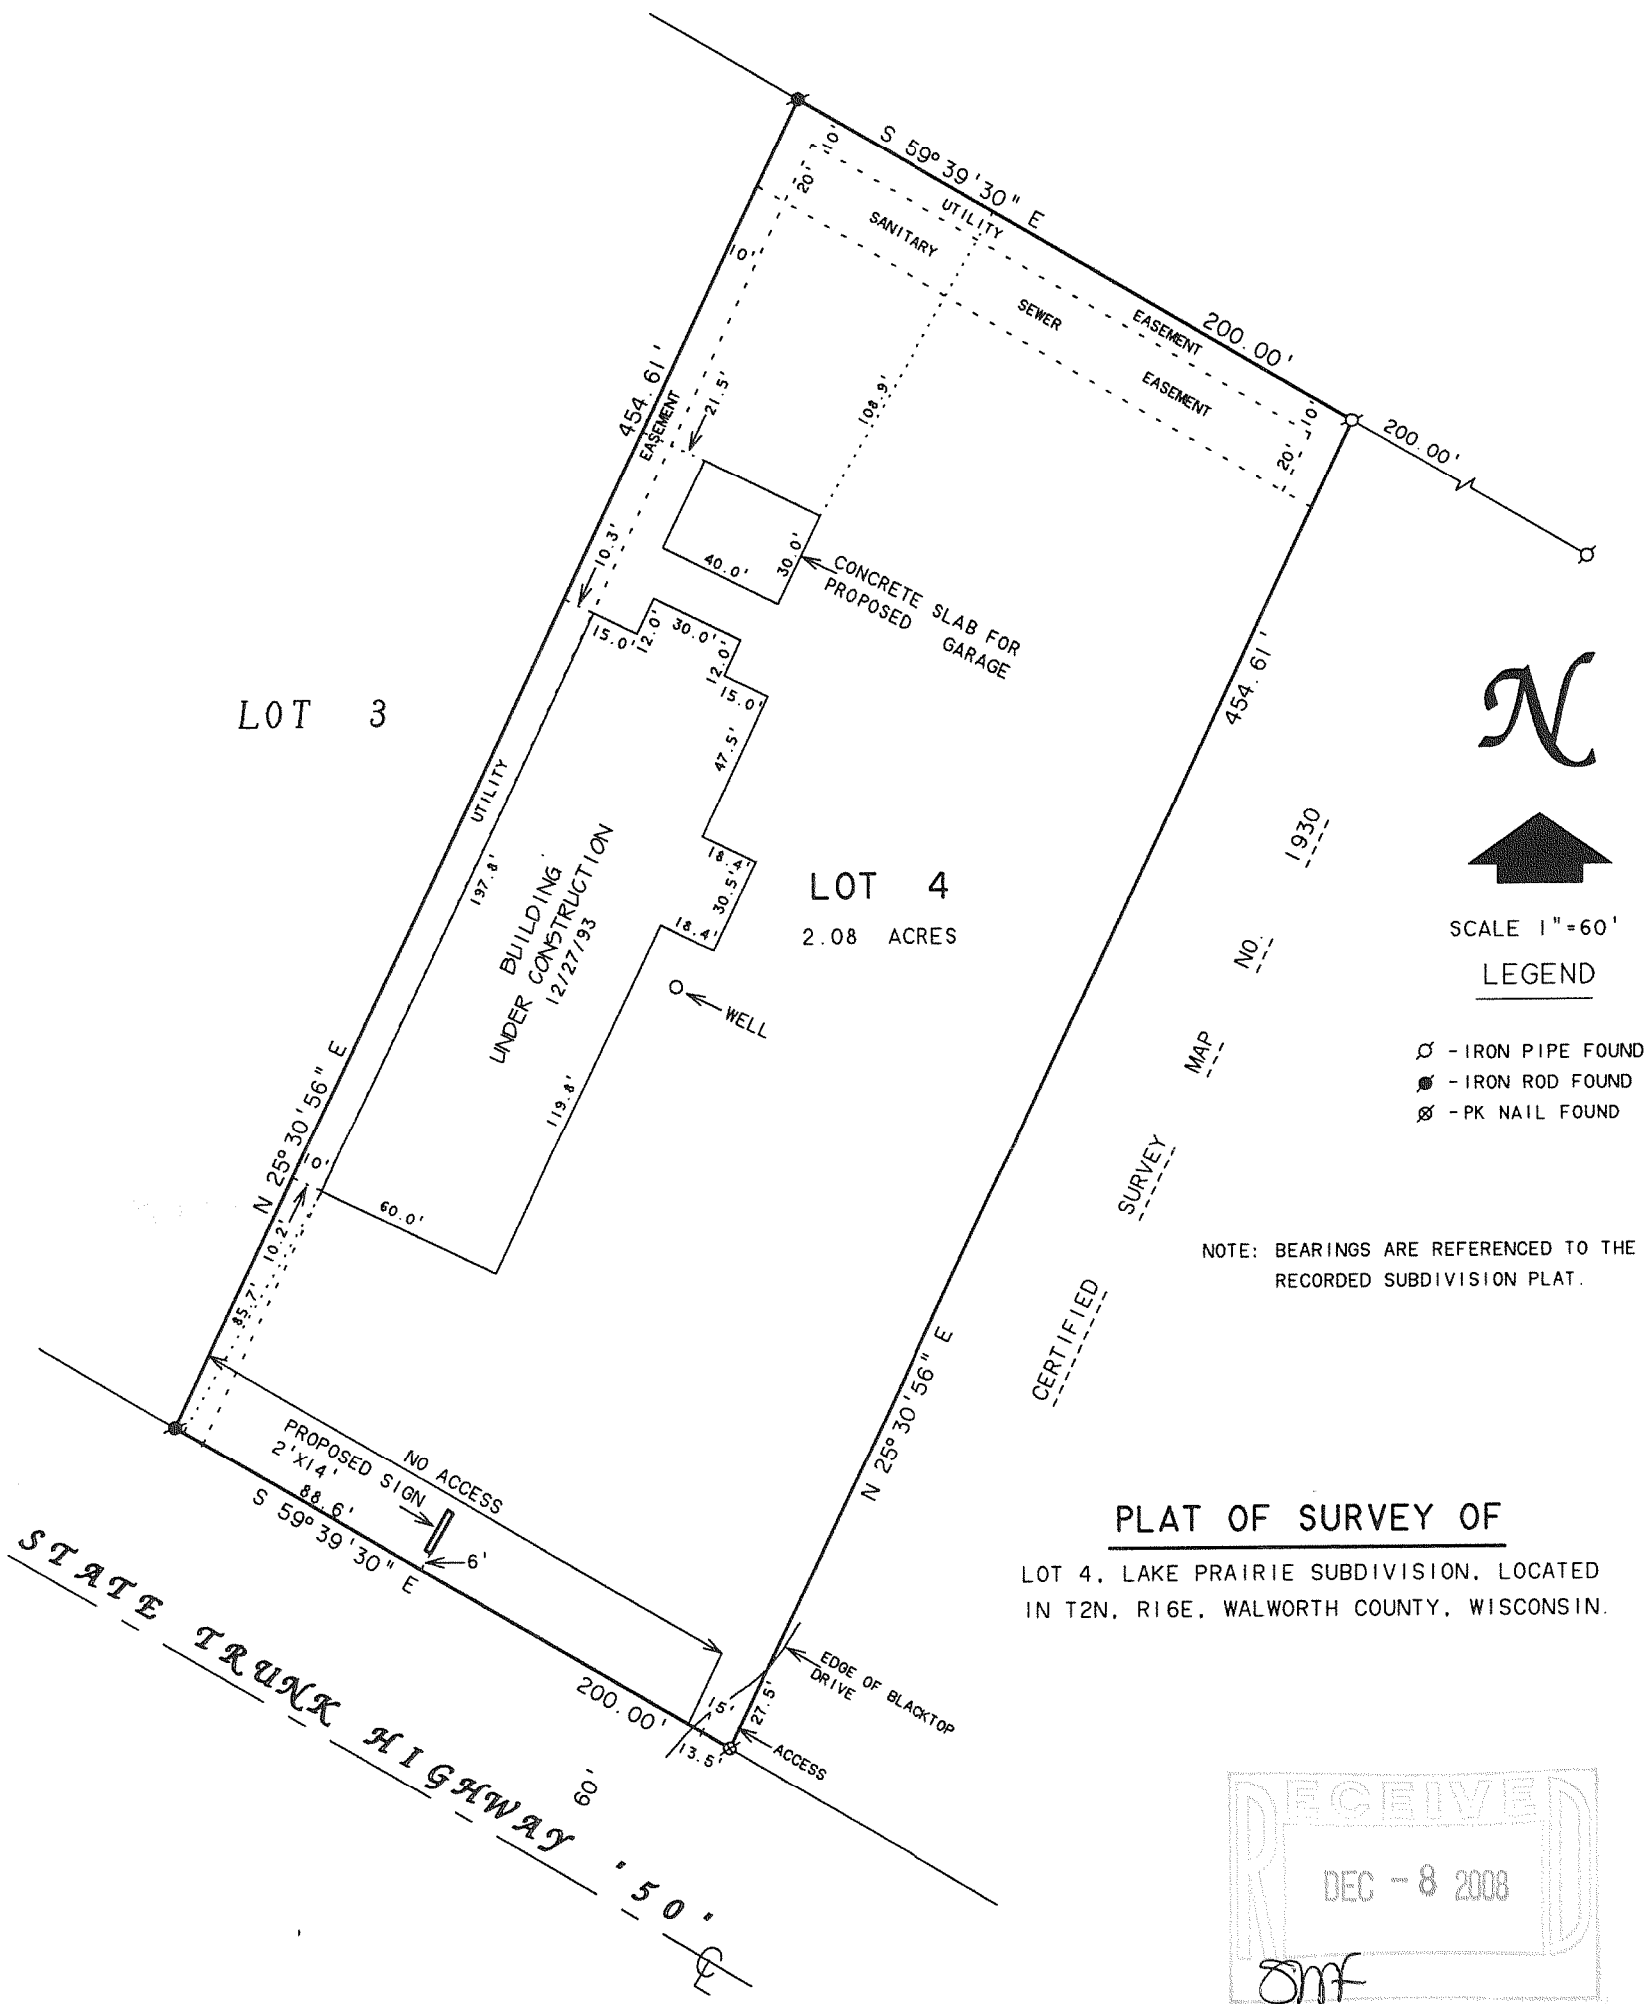 S 59° 39' 30" E
10'
20'
UTILITY
SANITARY
10'
SEWER
EASEMENT
200.00'
EASEMENT
454.61'
EASEMENT
21.5'
108.9'
10'
20'
200.00'
10.3'
40.0'
30.0'
CONCRETE SLAB FOR
PROPOSED GARAGE
15.0'
12.0'
30.0'
12.0'
15.0'
454.61'
N
LOT 3
47.5'
UTILITY
197.8'
BUILDING
UNDER CONSTRUCTION
12/27/93
18.4'
30.5'
18.4'
LOT 4
2.08 ACRES
WELL
119.8'
CERTIFIED SURVEY MAP NO. 1930
SCALE 1"=60'
LEGEND
- IRON PIPE FOUND
- IRON ROD FOUND
- PK NAIL FOUND
N 25° 30' 56" E
10'
10.2'
60.0'
85.7'
NOTE: BEARINGS ARE REFERENCED TO THE
RECORDED SUBDIVISION PLAT.
N 25° 30' 56" E
NO ACCESS
PROPOSED SIGN
2'X14'
88.6'
S 59° 39' 30" E
6'
PLAT OF SURVEY OF
LOT 4, LAKE PRAIRIE SUBDIVISION, LOCATED
IN T2N, R16E, WALWORTH COUNTY, WISCONSIN.
200.00'
15'
27.5'
13.5'
EDGE OF BLACKTOP
DRIVE
ACCESS
60'
STATE TRUNK HIGHWAY '50'
CL
RECEIVED
DEC - 8 2008
SMF